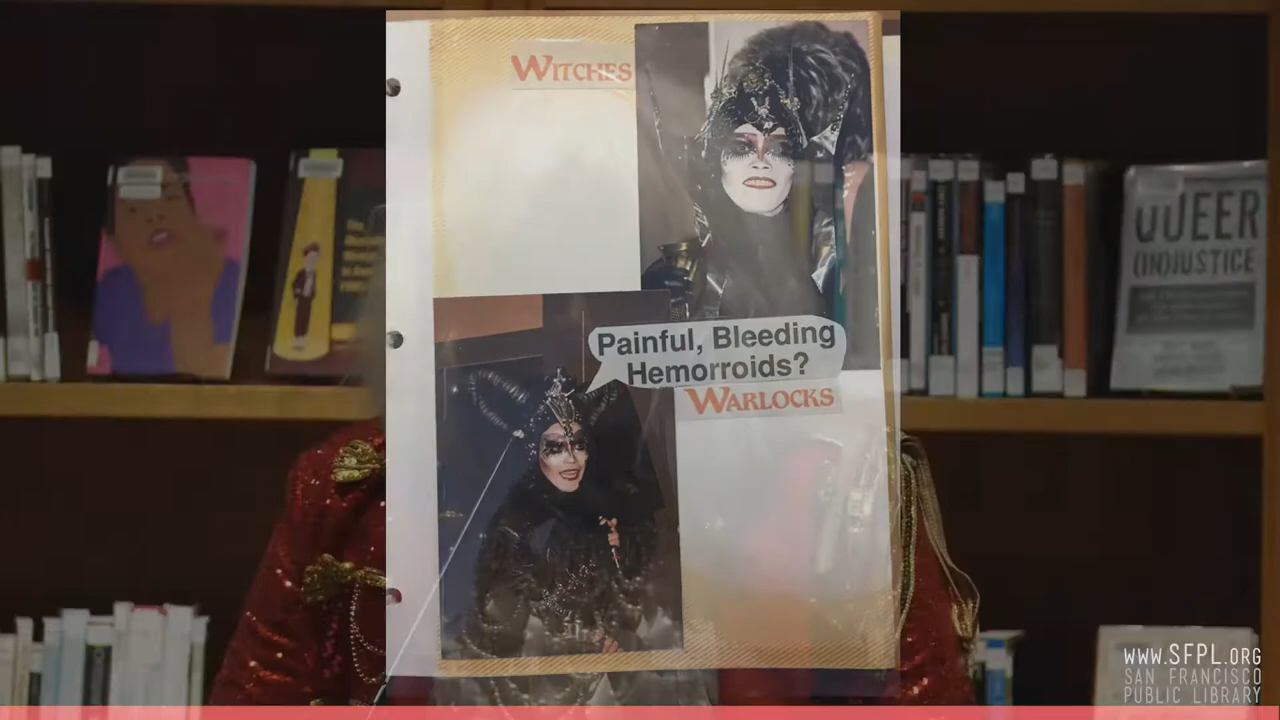 WITCHES
Painful, Bleeding
Hemorroids?
WARLOCKS
QUEER
(IN)JUSTICE
WWW.SFPL.ORG
SAN FRANCISCO
PUBLIC LIBRARY